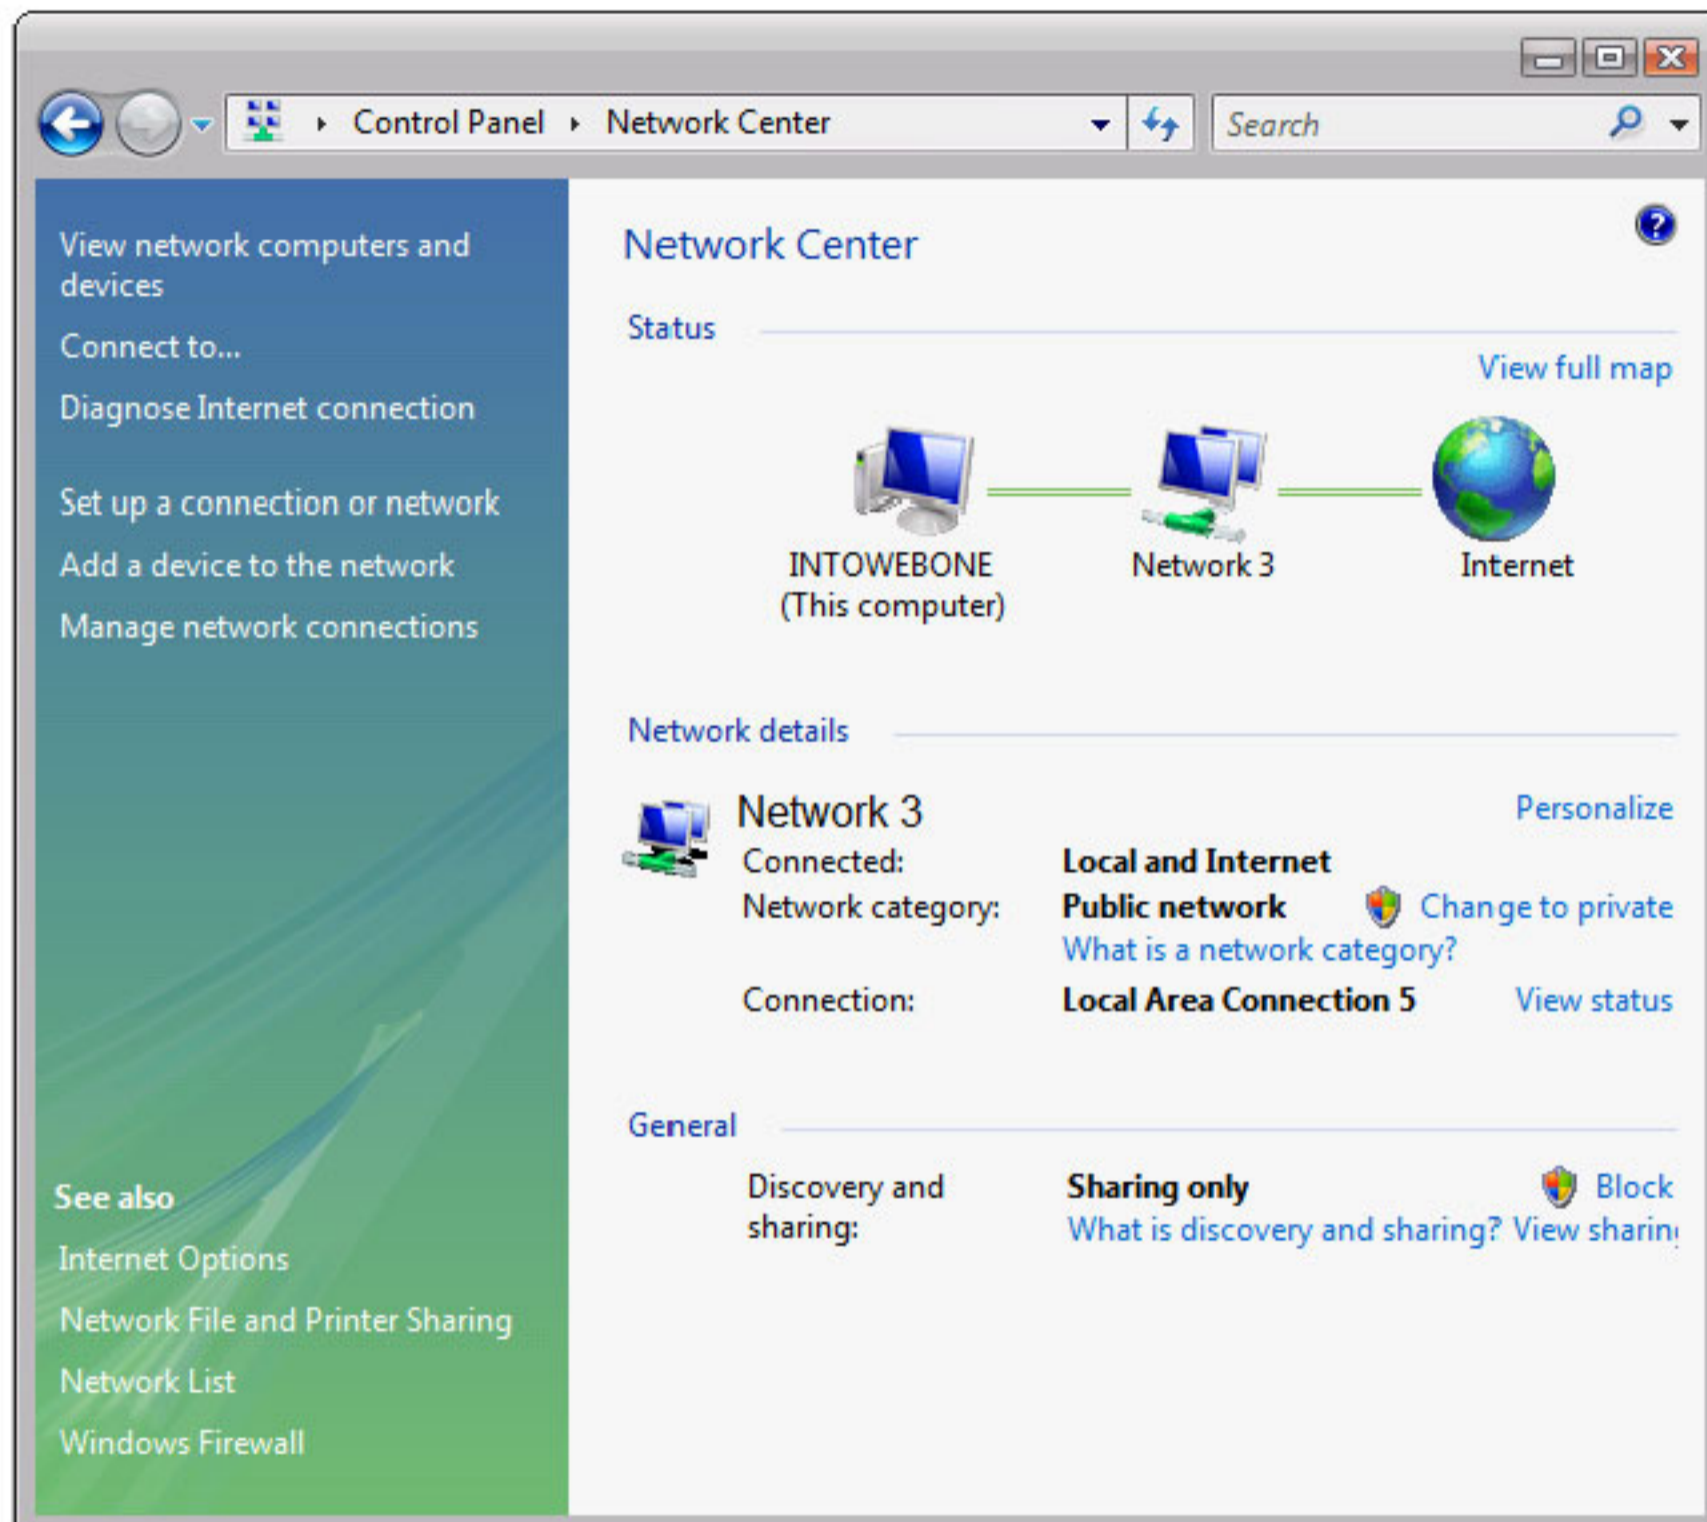 Control Panel Network Center
Search
View network computers and
devices
Connect to...
Diagnose Internet connection
Set up a connection or network
Add a device to the network
Manage network connections
See also
Internet Options
Network File and Printer Sharing
Network List
Windows Firewall
Network Center
?
Status
View full map
INTOWEBONE
(This computer)
Network 3
Internet
Network details
Network 3
Personalize
Connected: Local and Internet
Network category: Public network Change to private
What is a network category?
Connection: Local Area Connection 5 View status
General
Discovery and
sharing:
Sharing only Block
What is discovery and sharing? View sharin